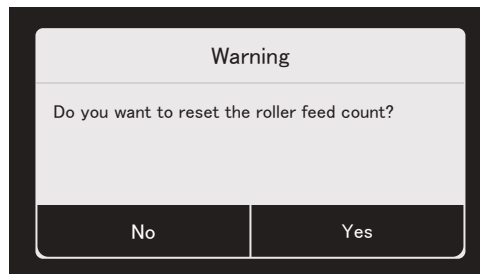 Warning
Do you want to reset the roller feed count?
No
Yes